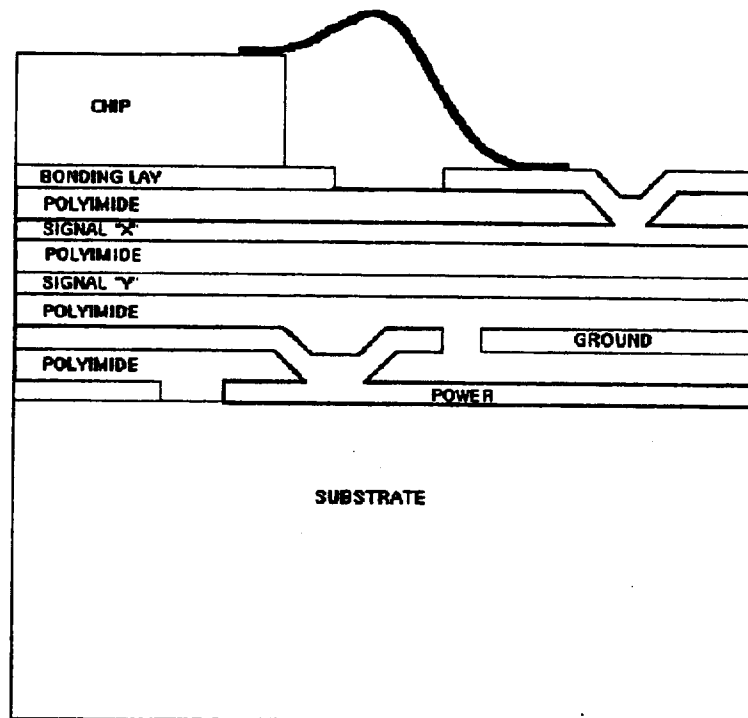 CHIP
BONDING LAY
POLYIMIDE
SIGNAL "X"
POLYIMIDE
SIGNAL "Y"
POLYIMIDE
GROUND
POLYIMIDE
POWER
SUBSTRATE